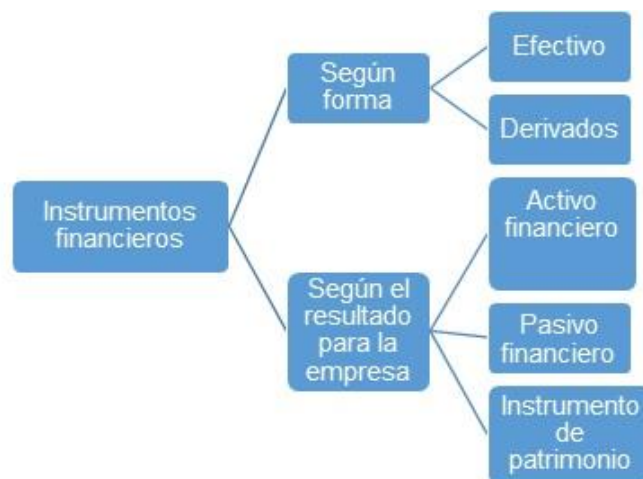 Instrumentos
financieros
Según
forma
Efectivo
Derivados
Según el
resultado
para la
empresa
Activo
financiero
Pasivo
financiero
Instrumento
de
patrimonio